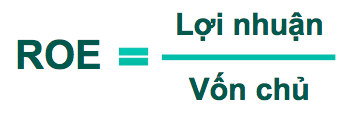 Lợi nhuận
ROE =
Vốn chủ